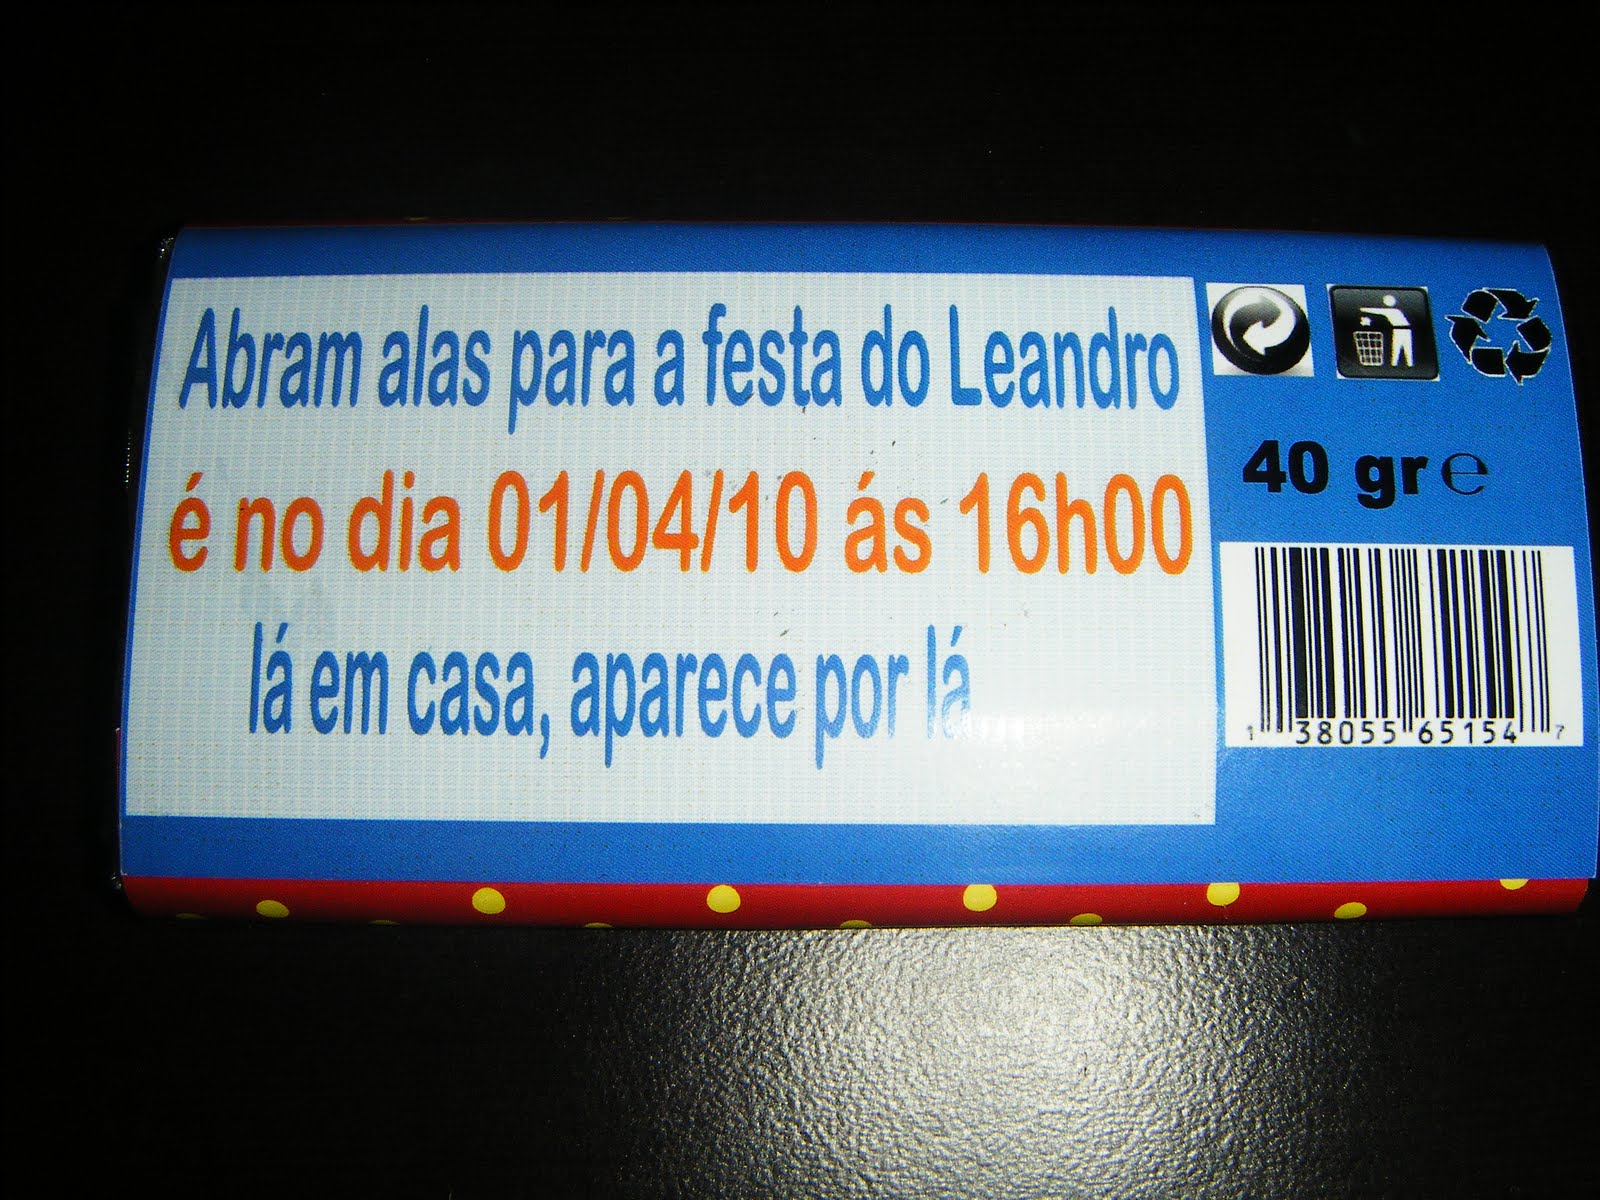 Abram alas para a festa do Leandro
é no dia 01/04/10 ás 16h00
lá em casa, aparece por lá
40 gr ℮
1 38055 65154 7